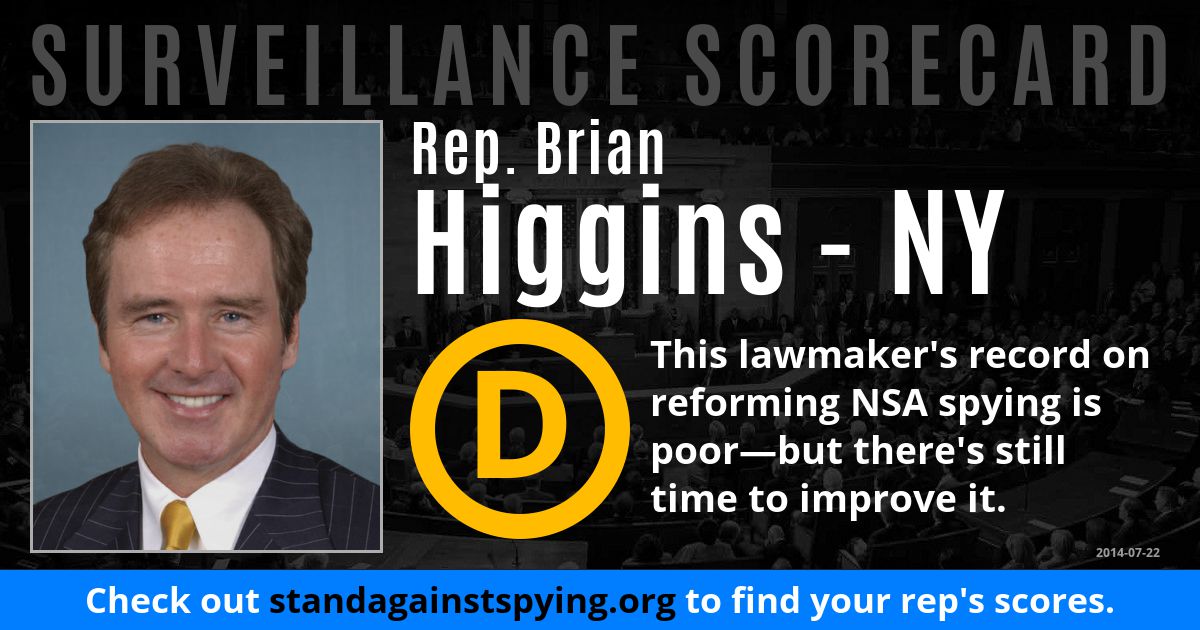 SURVEILLANCE SCORECARD
Rep. Brian
Higgins - NY
D
This lawmaker's record on
reforming NSA spying is
poor—but there's still
time to improve it.
2014-07-22
Check out standagainstspying.org to find your rep's scores.